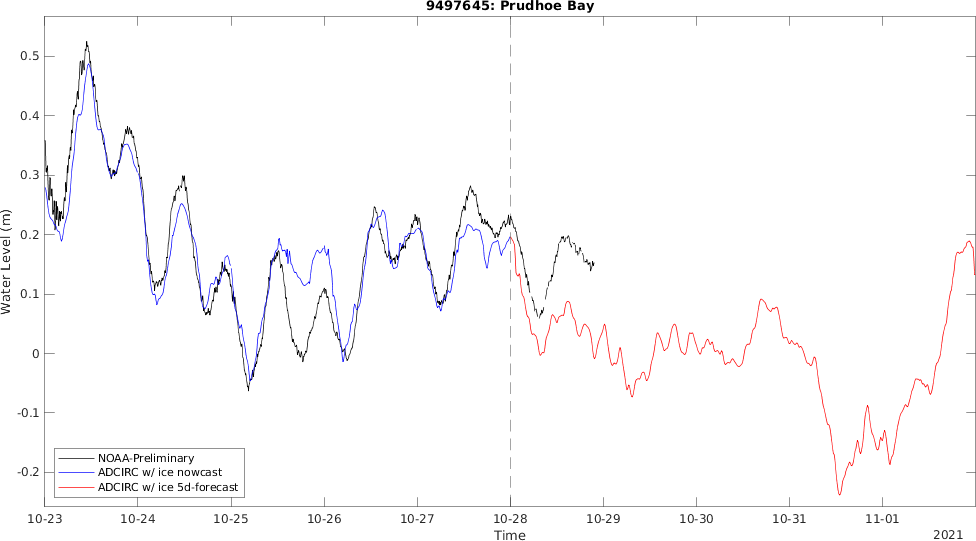 9497645: Prudhoe Bay
Water Level (m)
0.5
0.4
0.3
0.2
0.1
0
-0.1
-0.2
NOAA-Preliminary
ADCIRC w/ ice nowcast
ADCIRC w/ ice 5d-forecast
10-23 10-24 10-25 10-26 10-27 10-28 10-29 10-30 10-31 11-01
Time
2021